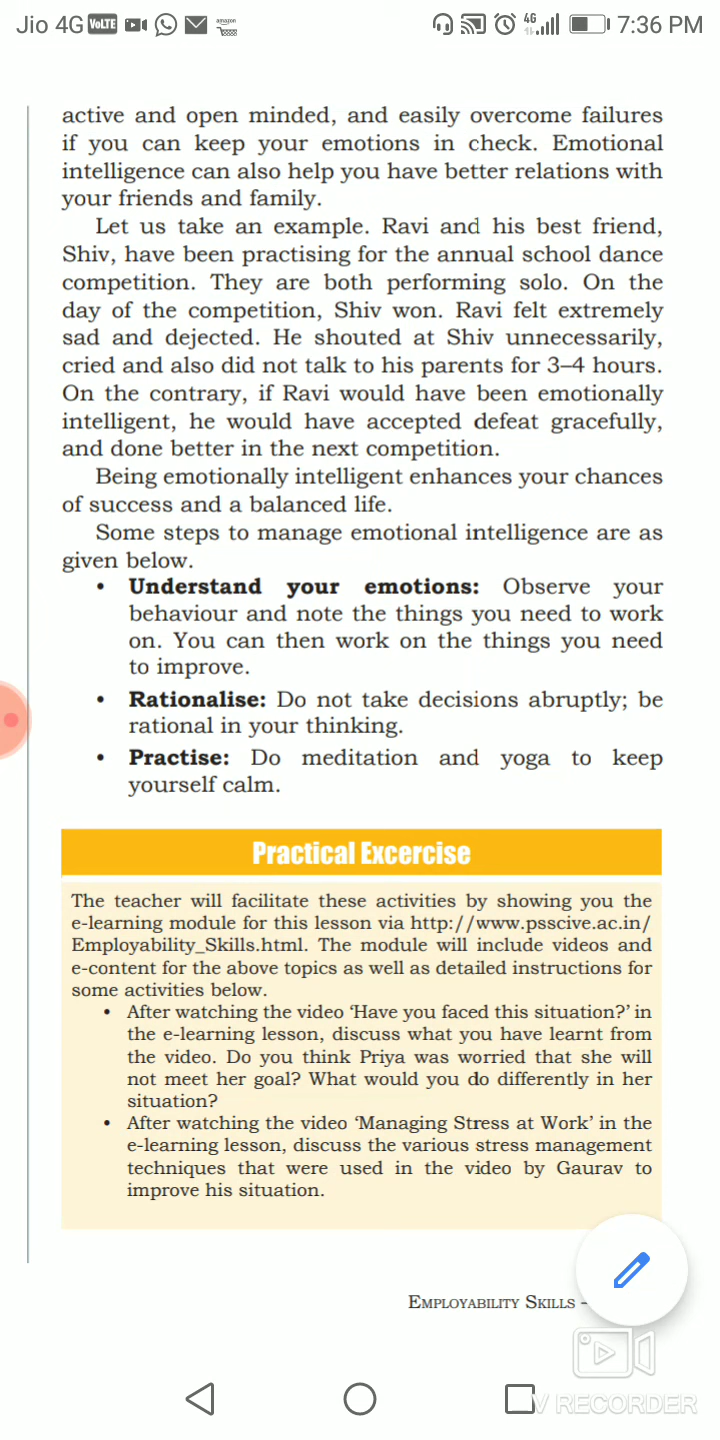 Jio 4G VoLTE amazon 4G 7:36 PM
active and open minded, and easily overcome failures
if you can keep your emotions in check. Emotional
intelligence can also help you have better relations with
your friends and family.
Let us take an example. Ravi and his best friend,
Shiv, have been practising for the annual school dance
competition. They are both performing solo. On the
day of the competition, Shiv won. Ravi felt extremely
sad and dejected. He shouted at Shiv unnecessarily,
cried and also did not talk to his parents for 3–4 hours.
On the contrary, if Ravi would have been emotionally
intelligent, he would have accepted defeat gracefully,
and done better in the next competition.
Being emotionally intelligent enhances your chances
of success and a balanced life.
Some steps to manage emotional intelligence are as
given below.
• Understand your emotions: Observe your
behaviour and note the things you need to work
on. You can then work on the things you need
to improve.
• Rationalise: Do not take decisions abruptly; be
rational in your thinking.
• Practise: Do meditation and yoga to keep
yourself calm.
Practical Excercise
The teacher will facilitate these activities by showing you the
e-learning module for this lesson via http://www.psscive.ac.in/
Employability_Skills.html. The module will include videos and
e-content for the above topics as well as detailed instructions for
some activities below.
• After watching the video ‘Have you faced this situation?’ in
the e-learning lesson, discuss what you have learnt from
the video. Do you think Priya was worried that she will
not meet her goal? What would you do differently in her
situation?
• After watching the video ‘Managing Stress at Work’ in the
e-learning lesson, discuss the various stress management
techniques that were used in the video by Gaurav to
improve his situation.
EMPLOYABILITY SKILLS -
V RECORDER